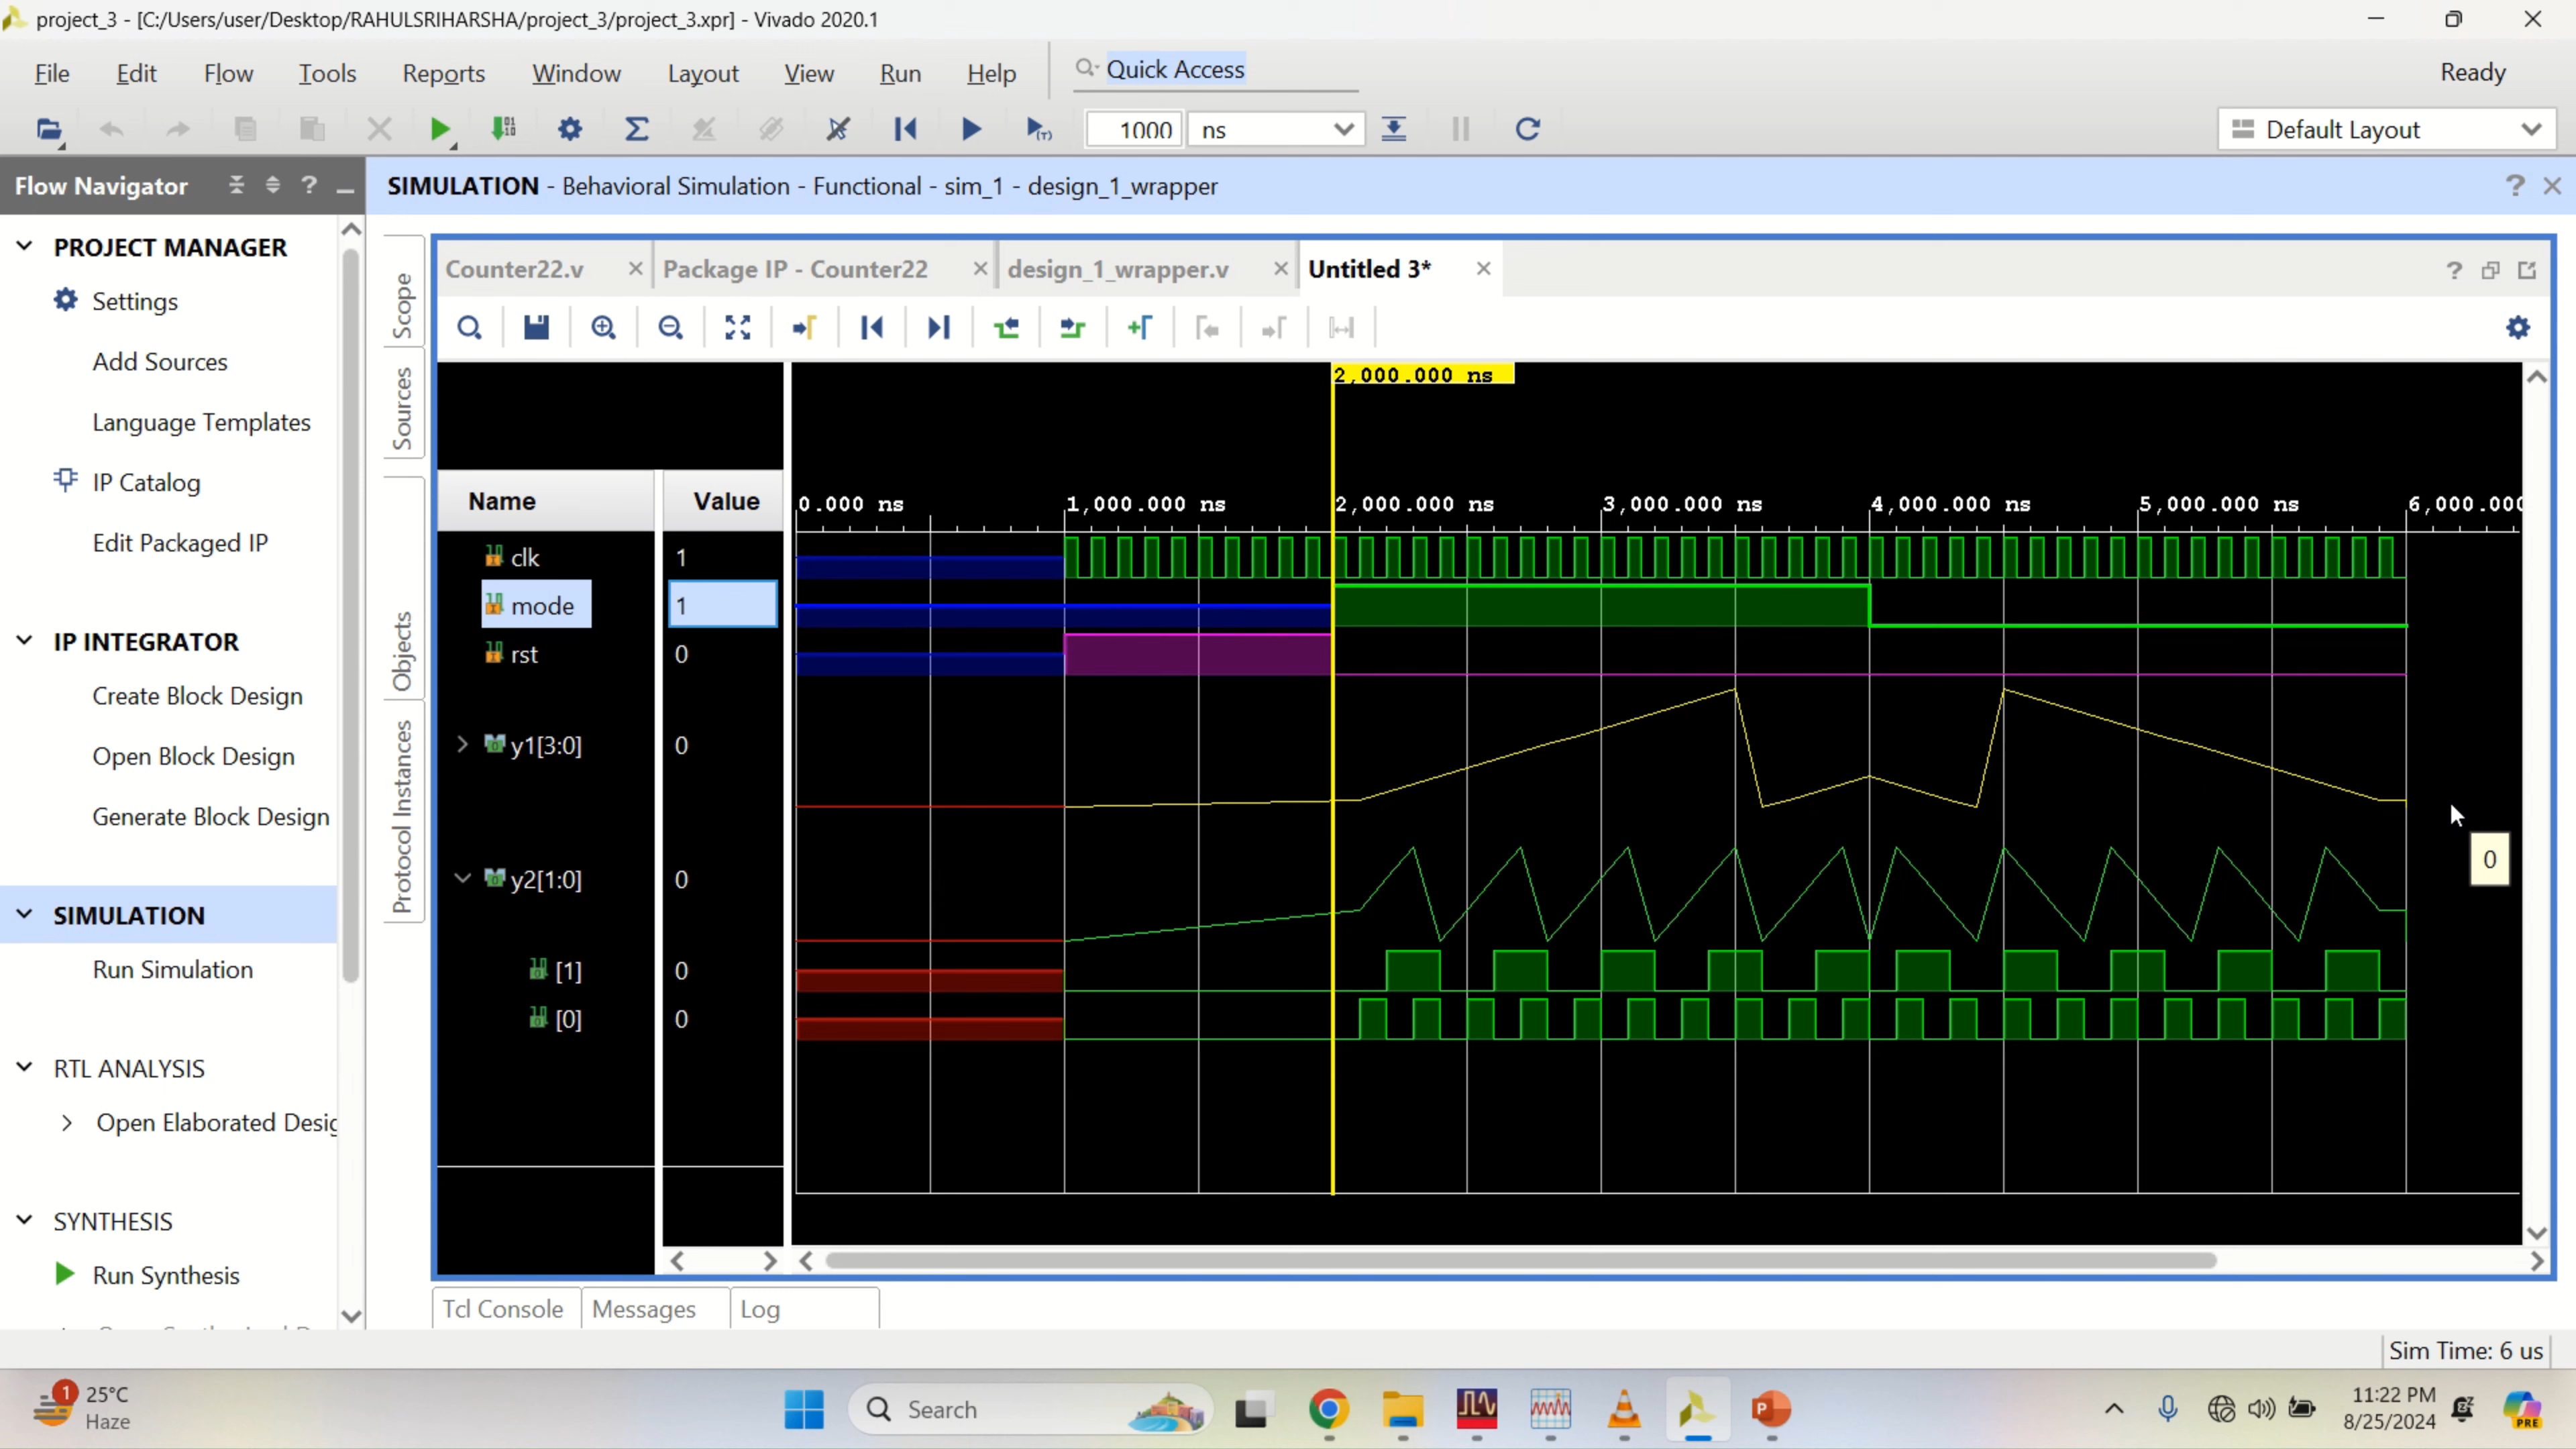 project_3 - [C:/Users/user/Desktop/RAHULSRIHARSHA/project_3/project_3.xpr] - Vivado 2020.1
File Edit Flow Tools Reports Window Layout View Run Help Quick Access Ready
1000 ns Default Layout
Flow Navigator
SIMULATION - Behavioral Simulation - Functional - sim_1 - design_1_wrapper
PROJECT MANAGER
Settings
Add Sources
Language Templates
IP Catalog
Edit Packaged IP
IP INTEGRATOR
Create Block Design
Open Block Design
Generate Block Design
SIMULATION
Run Simulation
RTL ANALYSIS
Open Elaborated Desig
SYNTHESIS
Run Synthesis
Scope
Sources
Objects
Protocol Instances
Counter22.v Package IP - Counter22 design_1_wrapper.v Untitled 3*
2,000.000 ns
Name Value 0.000 ns 1,000.000 ns 2,000.000 ns 3,000.000 ns 4,000.000 ns 5,000.000 ns 6,000.000
clk 1
mode 1
rst 0
y1[3:0] 0
y2[1:0] 0
0
[1] 0
[0] 0
Tcl Console Messages Log
Sim Time: 6 us
1 25°C
Haze
Search
PRE
11:22 PM
8/25/2024